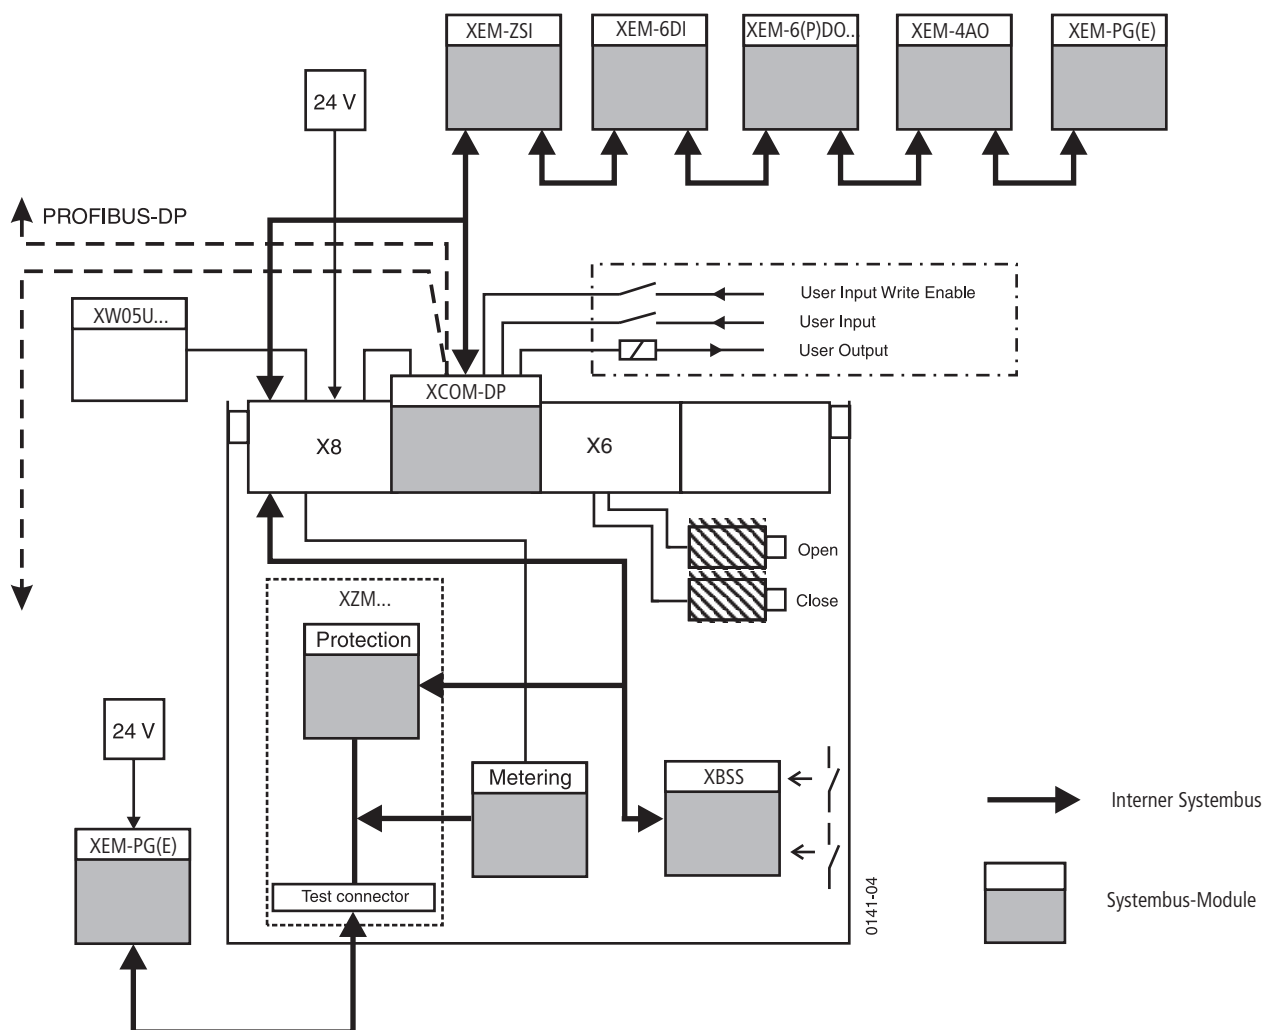 XEM-ZSI
XEM-6DI
XEM-6(P)DO...
XEM-4AO
XEM-PG(E)
24 V
PROFIBUS-DP
XW05U...
User Input Write Enable
User Input
User Output
XCOM-DP
X8
X6
Open
Close
XZM...
Protection
24 V
Metering
XBSS
XEM-PG(E)
Test connector
0141-04
Interner Systembus
Systembus-Module